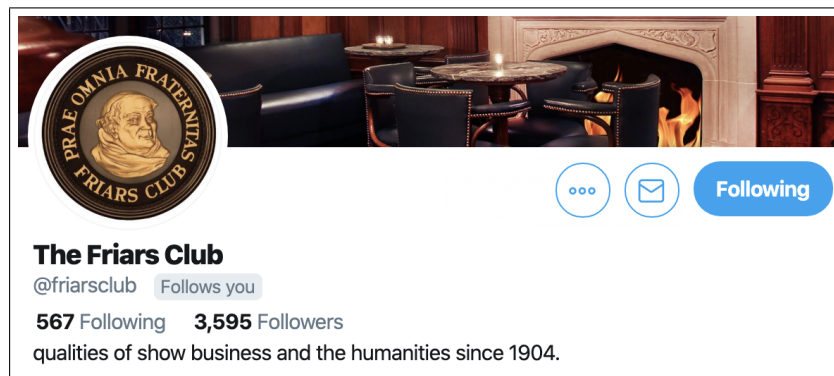 PRAE OMNIA FRATERNITAS
FRIARS CLUB
Following
The Friars Club
@friarsclub Follows you
567 Following 3,595 Followers
qualities of show business and the humanities since 1904.